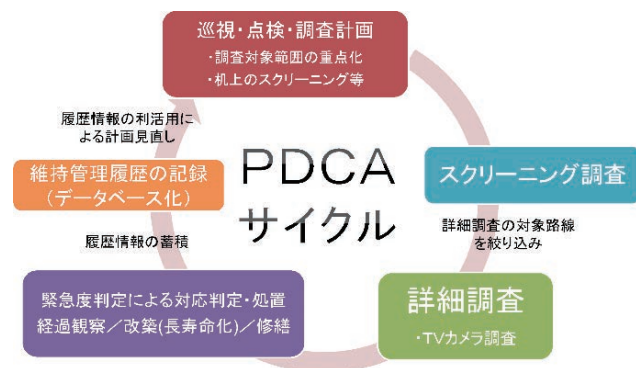 巡視・点検・調査計画
・調査対象範囲の重点化
・机上のスクリーニング等
履歴情報の利活用に
よる計画見直し
PDCA
サイクル
維持管理履歴の記録
(データベース化)
スクリーニング調査
履歴情報の蓄積
詳細調査の対象路線
を絞り込み
緊急度判定による対応判定・処置
経過観察/改築(長寿命化)/修繕
詳細調査
・TVカメラ調査